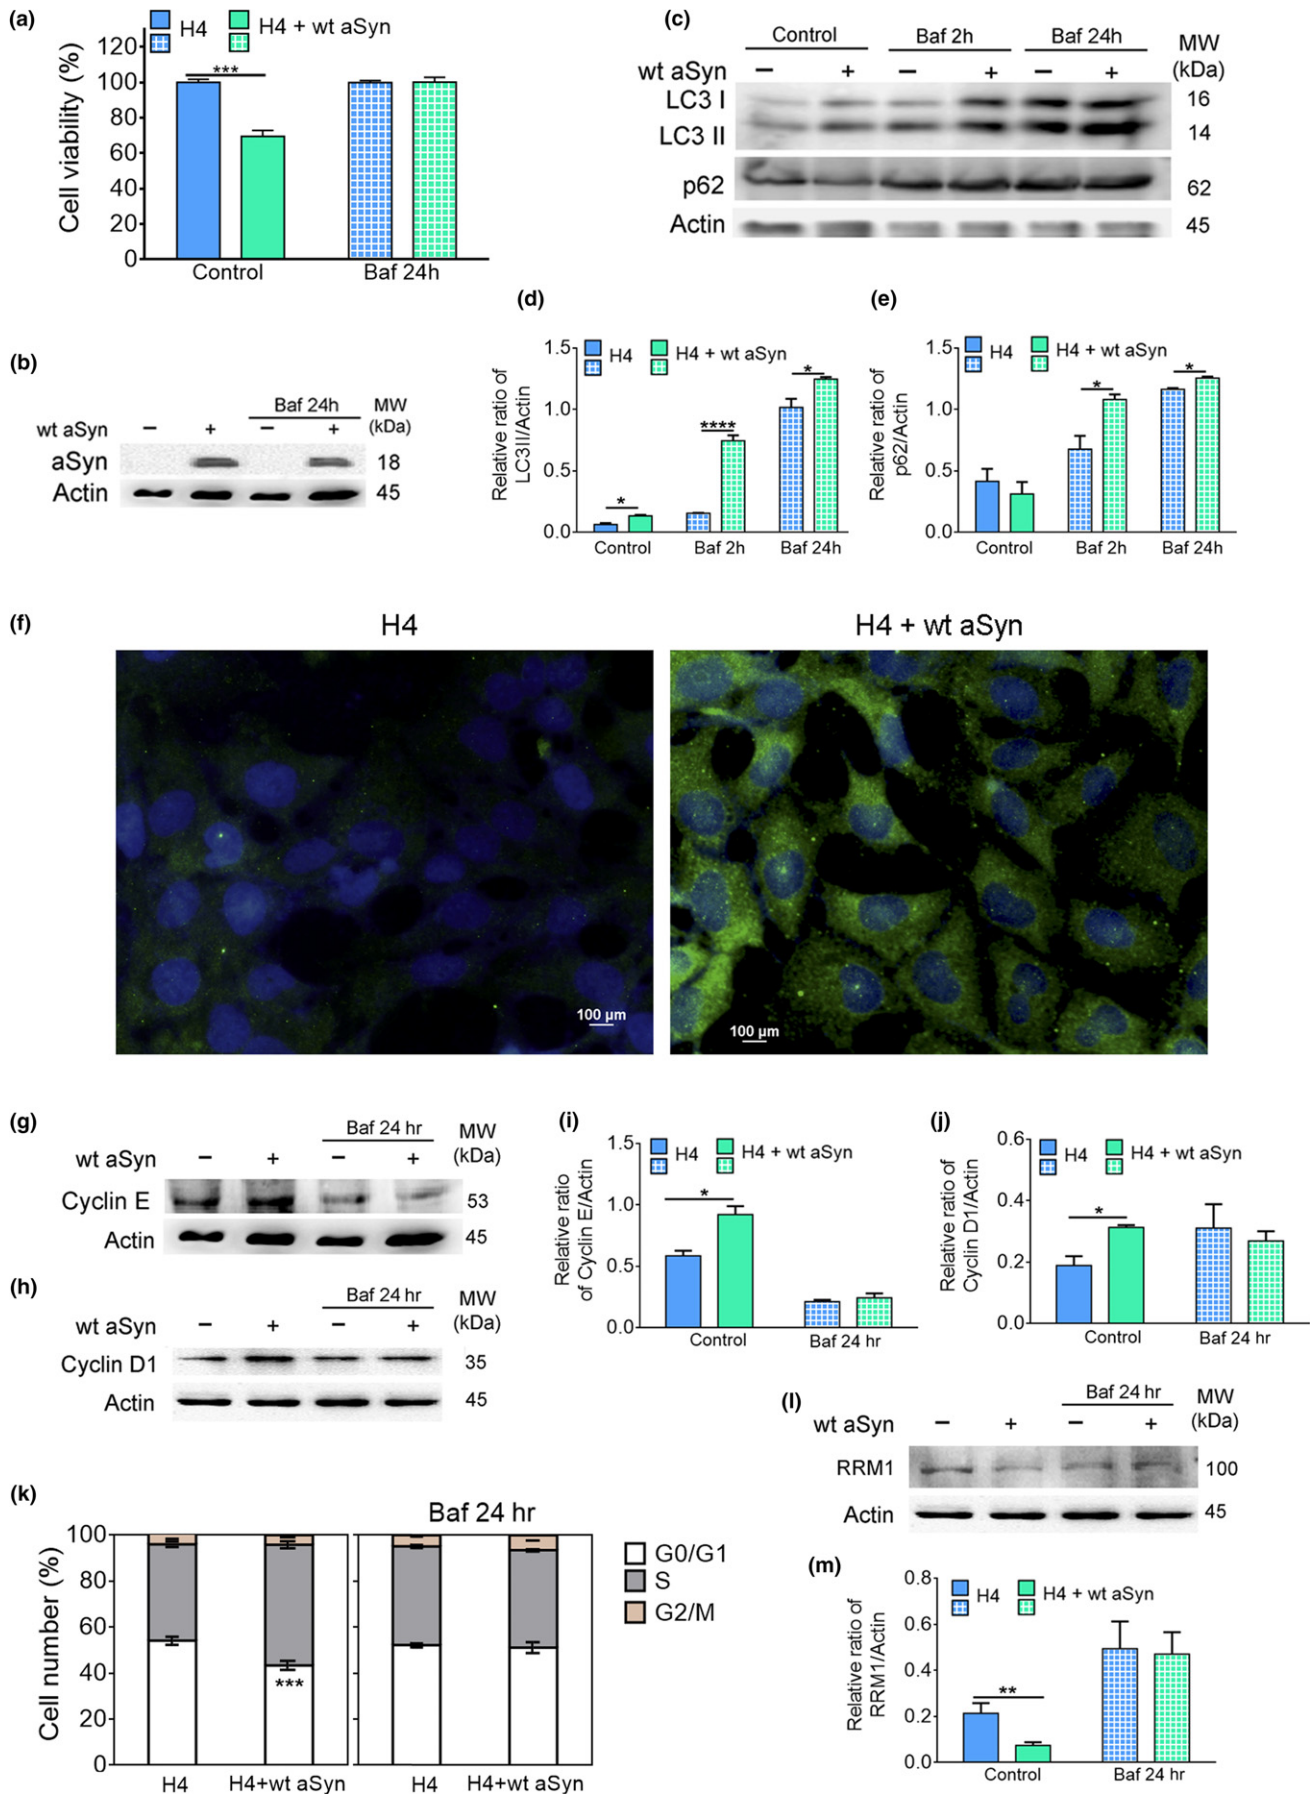 (a)
H4
H4 + wt aSyn
Cell viability (%)
120
100
80
60
40
20
0
***
Control
Baf 24h
(b)
Baf 24h
MW
(kDa)
wt aSyn − + − +
aSyn 18
Actin 45
(c)
Control Baf 2h Baf 24h
MW
(kDa)
wt aSyn − + − + − +
LC3 I 16
LC3 II 14
p62 62
Actin 45
(d)
Relative ratio of
LC3II/Actin
H4
H4 + wt aSyn
1.5
1.0
0.5
0.0
*
****
*
Control
Baf 2h
Baf 24h
(e)
Relative ratio of
p62/Actin
H4
H4 + wt aSyn
1.5
1.0
0.5
0.0
*
*
Control
Baf 2h
Baf 24h
(f)
H4
H4 + wt aSyn
100 µm
100 µm
(g)
Baf 24 hr
MW
(kDa)
wt aSyn − + − +
Cyclin E 53
Actin 45
(h)
Baf 24 hr
MW
(kDa)
wt aSyn − + − +
Cyclin D1 35
Actin 45
(i)
Relative ratio
of Cyclin E/Actin
H4
H4 + wt aSyn
1.5
1.0
0.5
0.0
*
Control
Baf 24 hr
(j)
Relative ratio of
Cyclin D1/Actin
H4
H4 + wt aSyn
0.6
0.4
0.2
0.0
*
Control
Baf 24 hr
(k)
Baf 24 hr
Cell number (%)
100
80
60
40
20
0
***
H4
H4+wt aSyn
H4
H4+wt aSyn
G0/G1
S
G2/M
(l)
Baf 24 hr
MW
(kDa)
wt aSyn − + − +
RRM1 100
Actin 45
(m)
Relative ratio of
RRM1/Actin
H4
H4 + wt aSyn
0.8
0.6
0.4
0.2
0.0
**
Control
Baf 24 hr